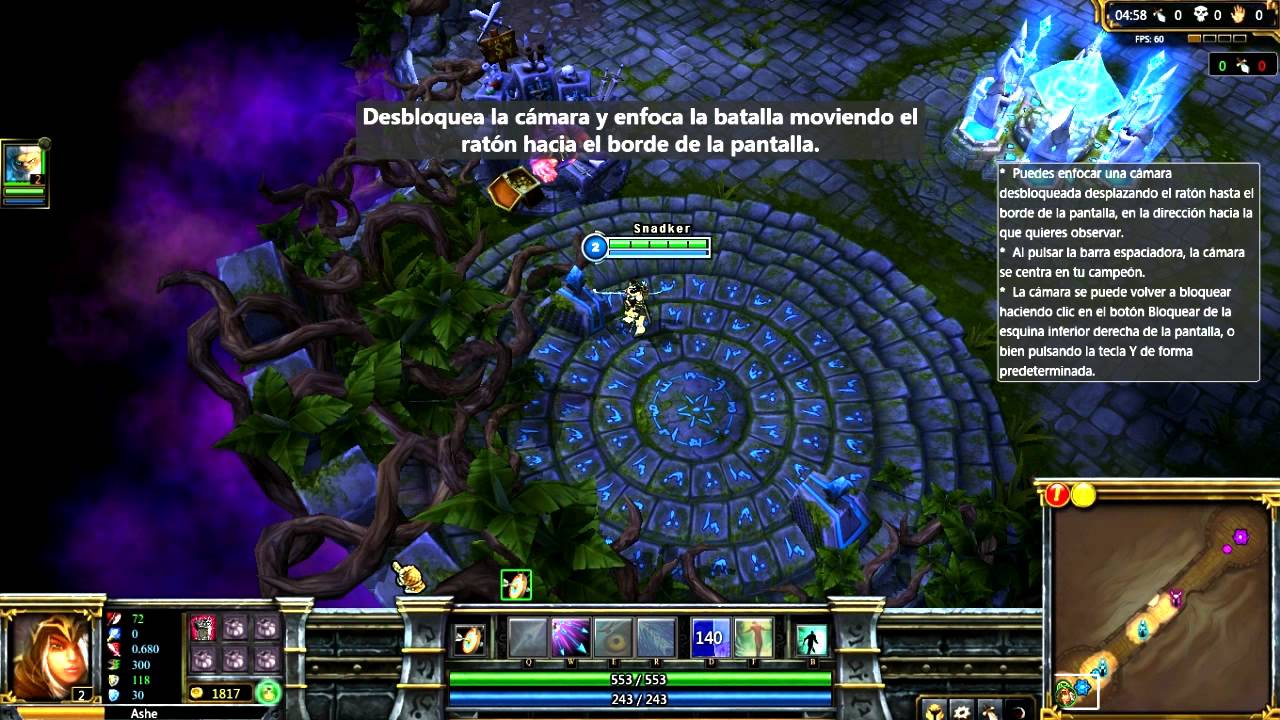 04:58 0 0 0
FPS: 60
0 0
Desbloquea la cámara y enfoca la batalla moviendo el
ratón hacia el borde de la pantalla.
* Puedes enfocar una cámara
desbloqueada desplazando el ratón hasta el
borde de la pantalla, en la dirección hacia la
que quieres observar.
* Al pulsar la barra espaciadora, la cámara
se centra en tu campeón.
* La cámara se puede volver a bloquear
haciendo clic en el botón Bloquear de la
esquina inferior derecha de la pantalla, o
bien pulsando la tecla Y de forma
predeterminada.
2
Snadker
2
72
0
0.680
300
118
30
2
1817
Ashe
140
Q W E R D F B
553 / 553
243 / 243